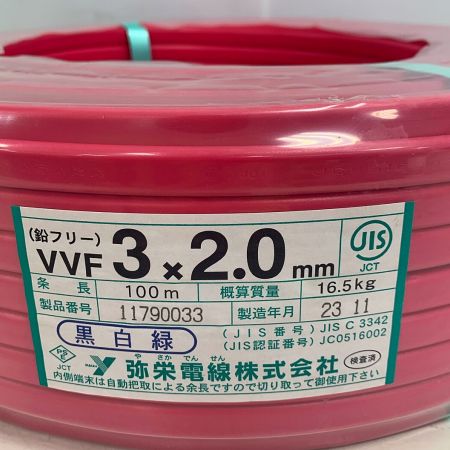 (鉛フリー)
VVF 3×2.0mm
JIS
JCT
条長 100m 概算質量 16.5kg
製品番号 11790033 製造年月 23 11
黒白緑
(JIS番号) JIS C 3342
(JIS認証番号) JC0516002
PSE
JCT
やさかでんせん
弥栄電線株式会社
検査済
内側端末は自動把取による余長ですので切り取って御使用下さい